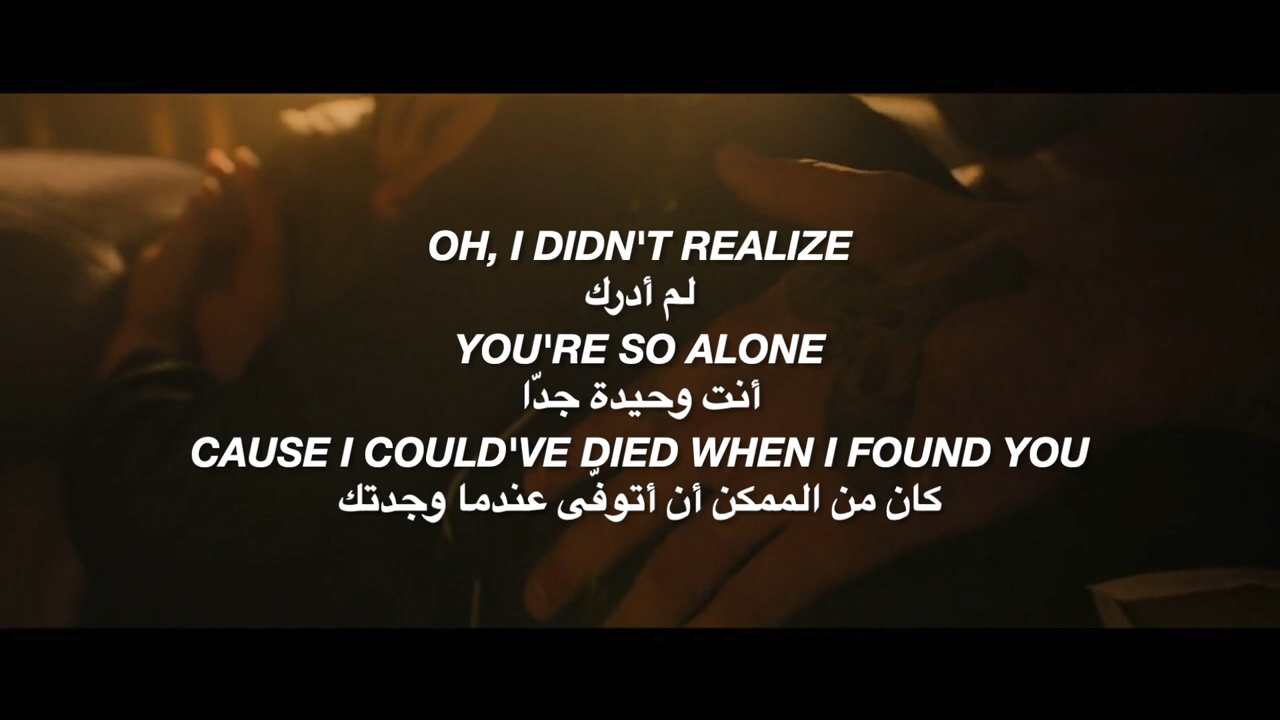 OH, I DIDN'T REALIZE
لم أدرك
YOU'RE SO ALONE
أنت وحيدة جدّا
CAUSE I COULD'VE DIED WHEN I FOUND YOU
كان من الممكن أن أتوفّى عندما وجدتك